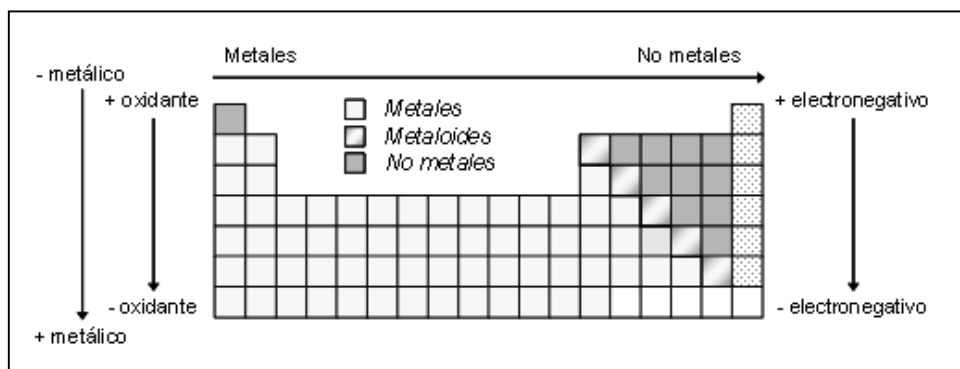 Metales No metales
- metálico
+ oxidante + electronegativo
Metales
Metaloides
No metales
- oxidante - electronegativo
+ metálico